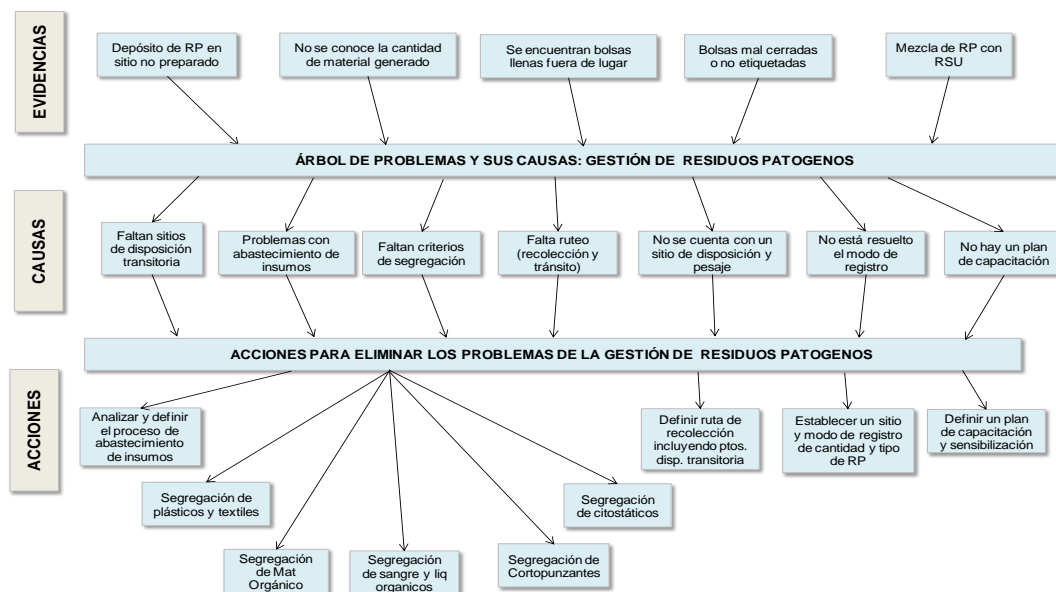 EVIDENCIAS
Depósito de RP en
sitio no preparado
No se conoce la cantidad
de material generado
Se encuentran bolsas
llenas fuera de lugar
Bolsas mal cerradas
o no etiquetadas
Mezcla de RP con
RSU
ÁRBOL DE PROBLEMAS Y SUS CAUSAS: GESTIÓN DE RESIDUOS PATOGENOS
CAUSAS
Faltan sitios
de disposición
transitoria
Problemas con
abastecimiento de
insumos
Faltan criterios
de segregación
Falta ruteo
(recolección y
tránsito)
No se cuenta con un
sitio de disposición y
pesaje
No está resuelto
el modo de
registro
No hay un plan
de capacitación
ACCIONES PARA ELIMINAR LOS PROBLEMAS DE LA GESTIÓN DE RESIDUOS PATOGENOS
ACCIONES
Analizar y definir
el proceso de
abastecimiento
de insumos
Definir ruta de
recolección
incluyendo ptos.
disp. transitoria
Establecer un sitio
y modo de registro
de cantidad y tipo
de RP
Definir un plan
de capacitación
y sensibilización
Segregación de
plásticos y textiles
Segregación
de citostáticos
Segregación
de Mat
Orgánico
Segregación
de sangre y liq
organicos
Segregación de
Cortopunzantes